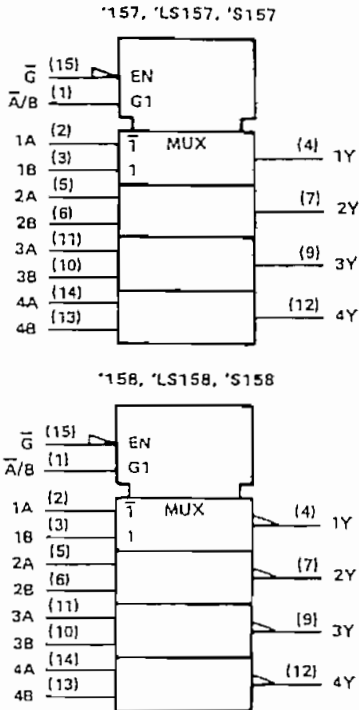 '157, 'LS157, 'S157
G̅ (15) EN
A̅/B (1) G1
1A (2) 1̅ MUX (4) 1Y
1B (3) 1
2A (5) (7) 2Y
2B (6)
3A (11) (9) 3Y
3B (10)
4A (14) (12) 4Y
4B (13)
'158, 'LS158, 'S158
G̅ (15) EN
A̅/B (1) G1
1A (2) 1̅ MUX (4) 1Y
1B (3) 1
2A (5) (7) 2Y
2B (6)
3A (11) (9) 3Y
3B (10)
4A (14) (12) 4Y
4B (13)